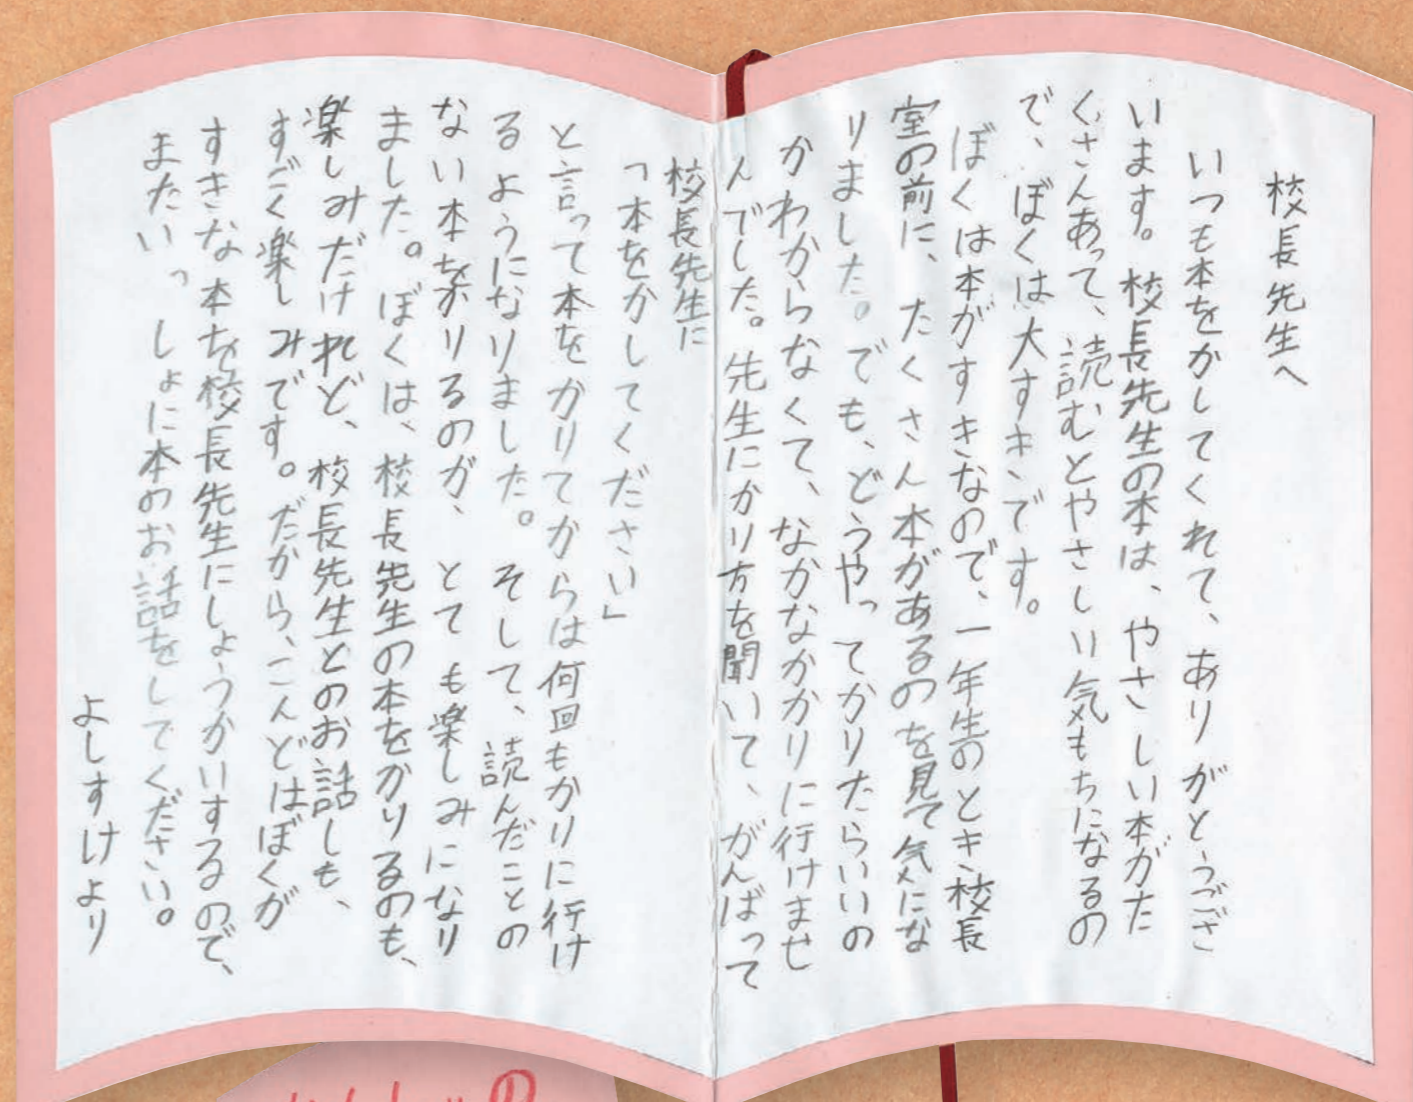 校長先生へ
いつも本をかしてくれて、ありがとうござ
います。校長先生の本は、やさしい本がた
くさんあって、読むとやさしい気もちになるの
で、ぼくは大すきです。
ぼくは本がすきなので、一年生のとき、校長
室の前に、たくさん本があるのを見て気にな
りました。でも、どうやってかりたらいいの
かわからなくて、なかなかかりに行けませ
んでした。先生にかり方を聞いて、がんばって
校長先生に
「本をかしてください」
と言って本をかりてからは何回もかりに行け
るようになりました。そして、読んだことの
ない本をかりるのが、とても楽しみになり
ました。ぼくは、校長先生の本をかりるのも、
楽しみだけれど、校長先生とのお話しも、
すごく楽しみです。だから、こんどはぼくが
すきな本を校長先生にしょうかいするので、
またいっしょに本のお話をしてください。
よしすけより